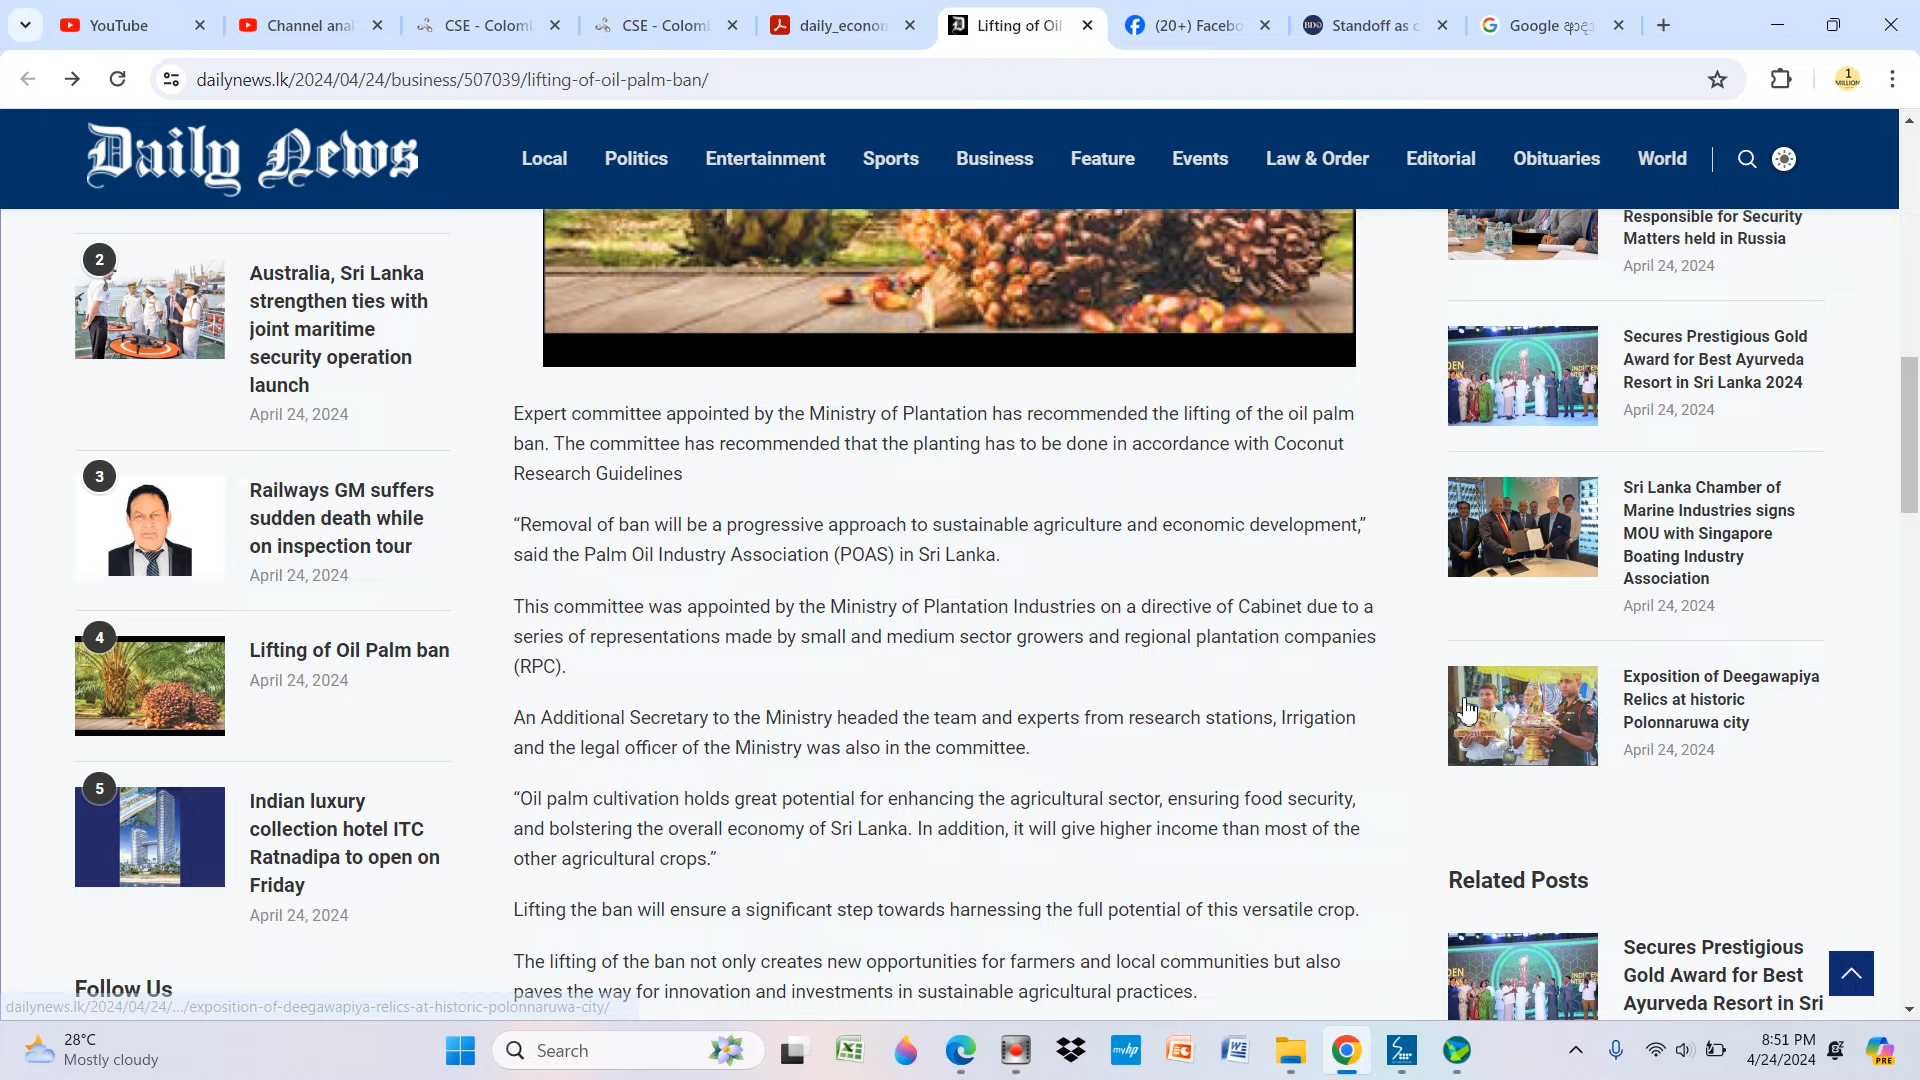 YouTube
Channel anal
CSE - Colom
CSE - Colom
daily_econon
Lifting of Oil
(20+) Facebo
Standoff as c
Google
dailynews.lk/2024/04/24/business/507039/lifting-of-oil-palm-ban/
1
MILLION
Daily News
Local
Politics
Entertainment
Sports
Business
Feature
Events
Law & Order
Editorial
Obituaries
World
2
Australia, Sri Lanka
strengthen ties with
joint maritime
security operation
launch
April 24, 2024
3
Railways GM suffers
sudden death while
on inspection tour
April 24, 2024
4
Lifting of Oil Palm ban
April 24, 2024
5
Indian luxury
collection hotel ITC
Ratnadipa to open on
Friday
April 24, 2024
Follow Us
Expert committee appointed by the Ministry of Plantation has recommended the lifting of the oil palm
ban. The committee has recommended that the planting has to be done in accordance with Coconut
Research Guidelines
“Removal of ban will be a progressive approach to sustainable agriculture and economic development,”
said the Palm Oil Industry Association (POAS) in Sri Lanka.
This committee was appointed by the Ministry of Plantation Industries on a directive of Cabinet due to a
series of representations made by small and medium sector growers and regional plantation companies
(RPC).
An Additional Secretary to the Ministry headed the team and experts from research stations, Irrigation
and the legal officer of the Ministry was also in the committee.
“Oil palm cultivation holds great potential for enhancing the agricultural sector, ensuring food security,
and bolstering the overall economy of Sri Lanka. In addition, it will give higher income than most of the
other agricultural crops.”
Lifting the ban will ensure a significant step towards harnessing the full potential of this versatile crop.
The lifting of the ban not only creates new opportunities for farmers and local communities but also
paves the way for innovation and investments in sustainable agricultural practices.
Responsible for Security
Matters held in Russia
April 24, 2024
Secures Prestigious Gold
Award for Best Ayurveda
Resort in Sri Lanka 2024
April 24, 2024
Sri Lanka Chamber of
Marine Industries signs
MOU with Singapore
Boating Industry
Association
April 24, 2024
Exposition of Deegawapiya
Relics at historic
Polonnaruwa city
April 24, 2024
Related Posts
Secures Prestigious
Gold Award for Best
Ayurveda Resort in Sri
dailynews.lk/2024/04/24/.../exposition-of-deegawapiya-relics-at-historic-polonnaruwa-city/
28°C
Mostly cloudy
Search
myhp
8:51 PM
4/24/2024
PRE